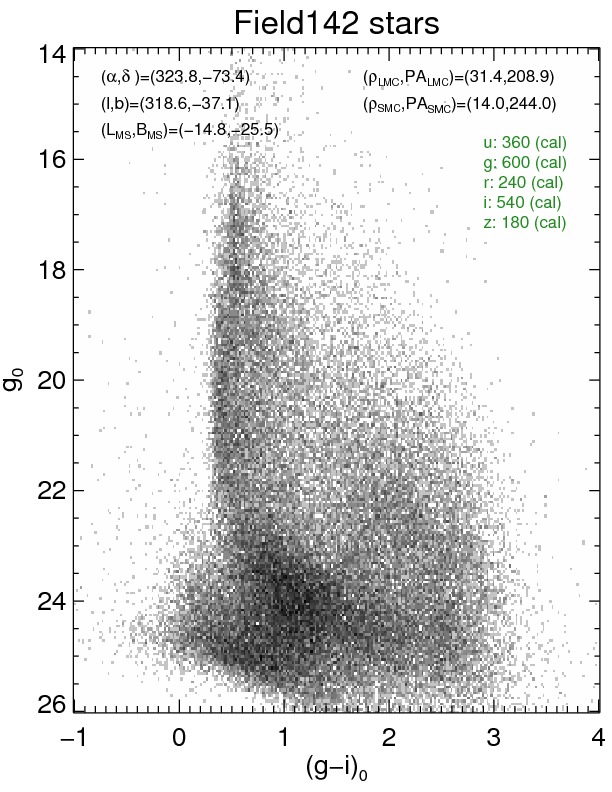 Field142 stars
(α,δ )=(323.8,−73.4)
(ρLMC,PALMC)=(31.4,208.9)
(l,b)=(318.6,−37.1)
(ρSMC,PASMC)=(14.0,244.0)
(LMS,BMS)=(−14.8,−25.5)
u: 360 (cal)
g: 600 (cal)
r: 240 (cal)
i: 540 (cal)
z: 180 (cal)
14
16
18
20
22
24
26
g0
−1 0 1 2 3 4
(g−i)0